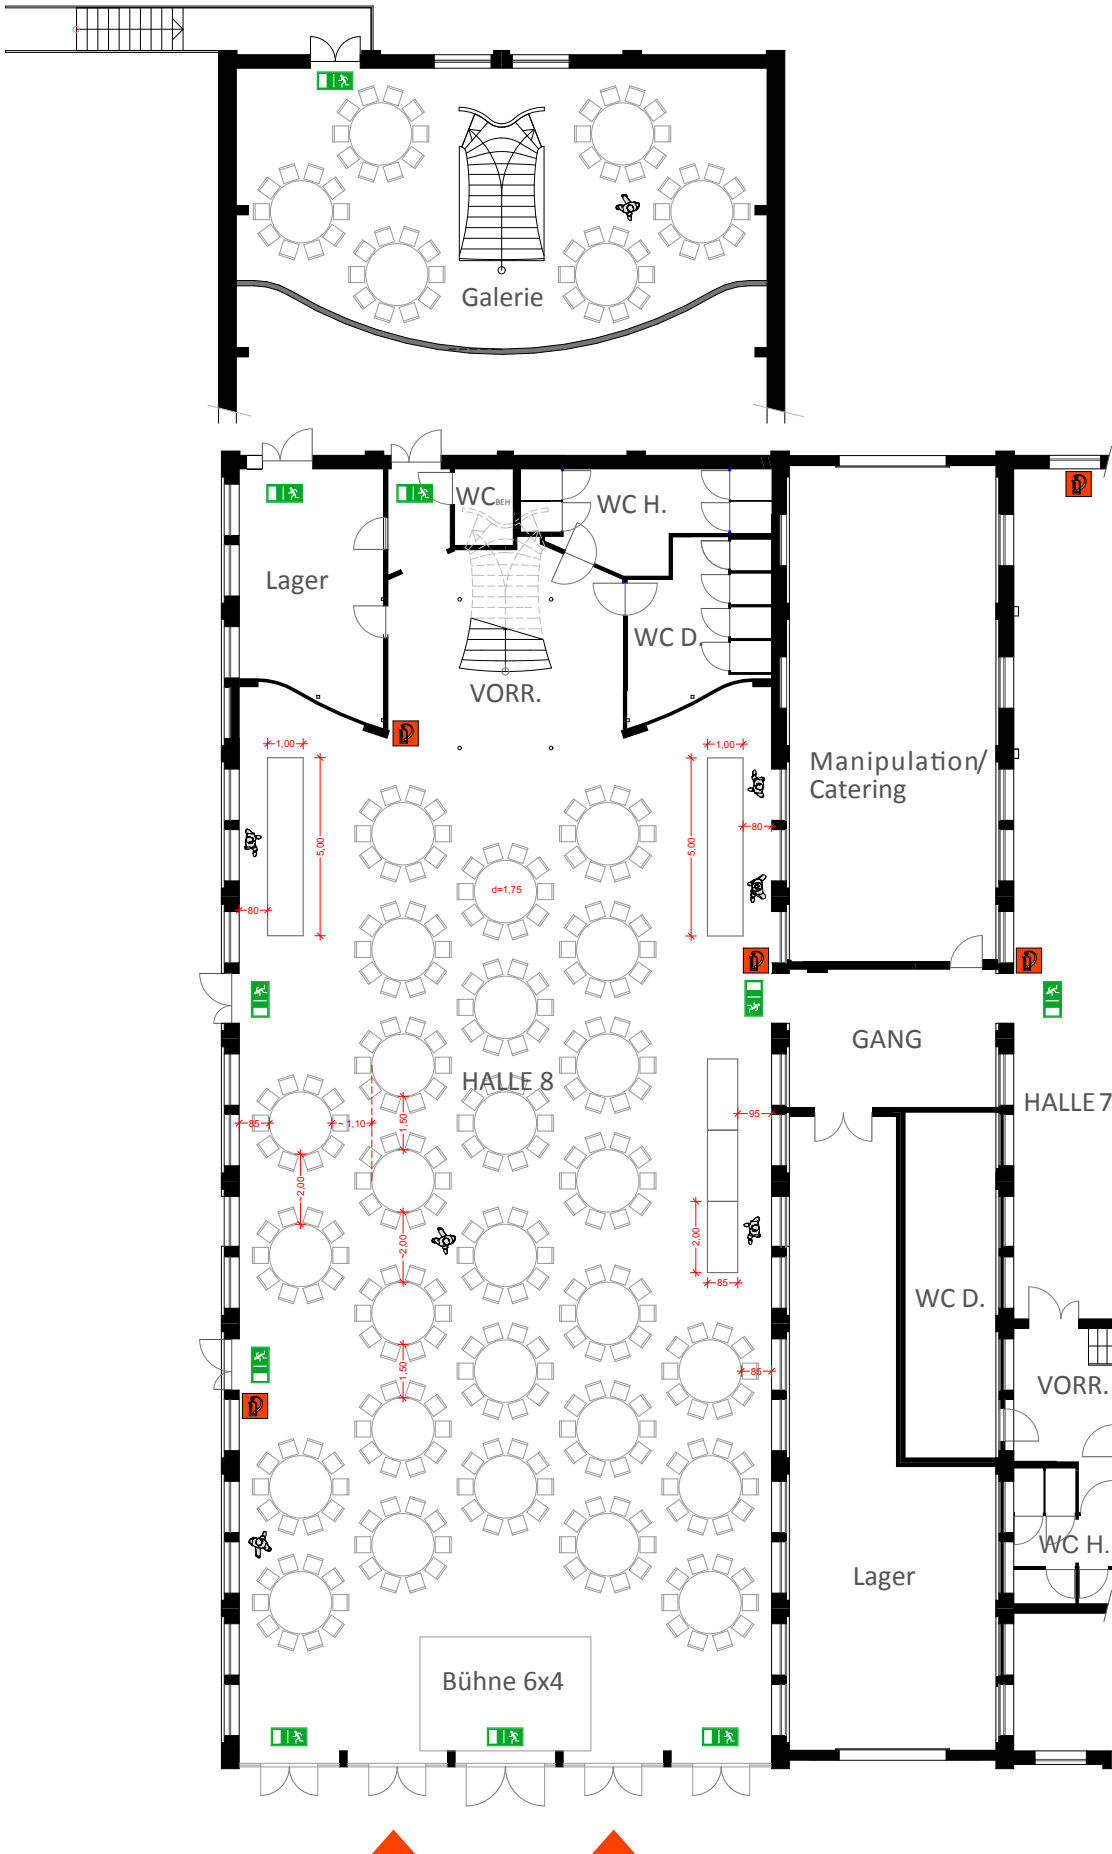 Galerie
WC BEH
WC H.
Lager
WC D.
VORR.
1,00
1,00
Manipulation/
Catering
5,00
5,00
80
d=1,75
80
GANG
HALLE 8
HALLE 7
85
~ 1,10
1,50
95
~2,00
~2,00
2,00
85
WC D.
1,50
85
VORR.
WC H.
Lager
Bühne 6x4